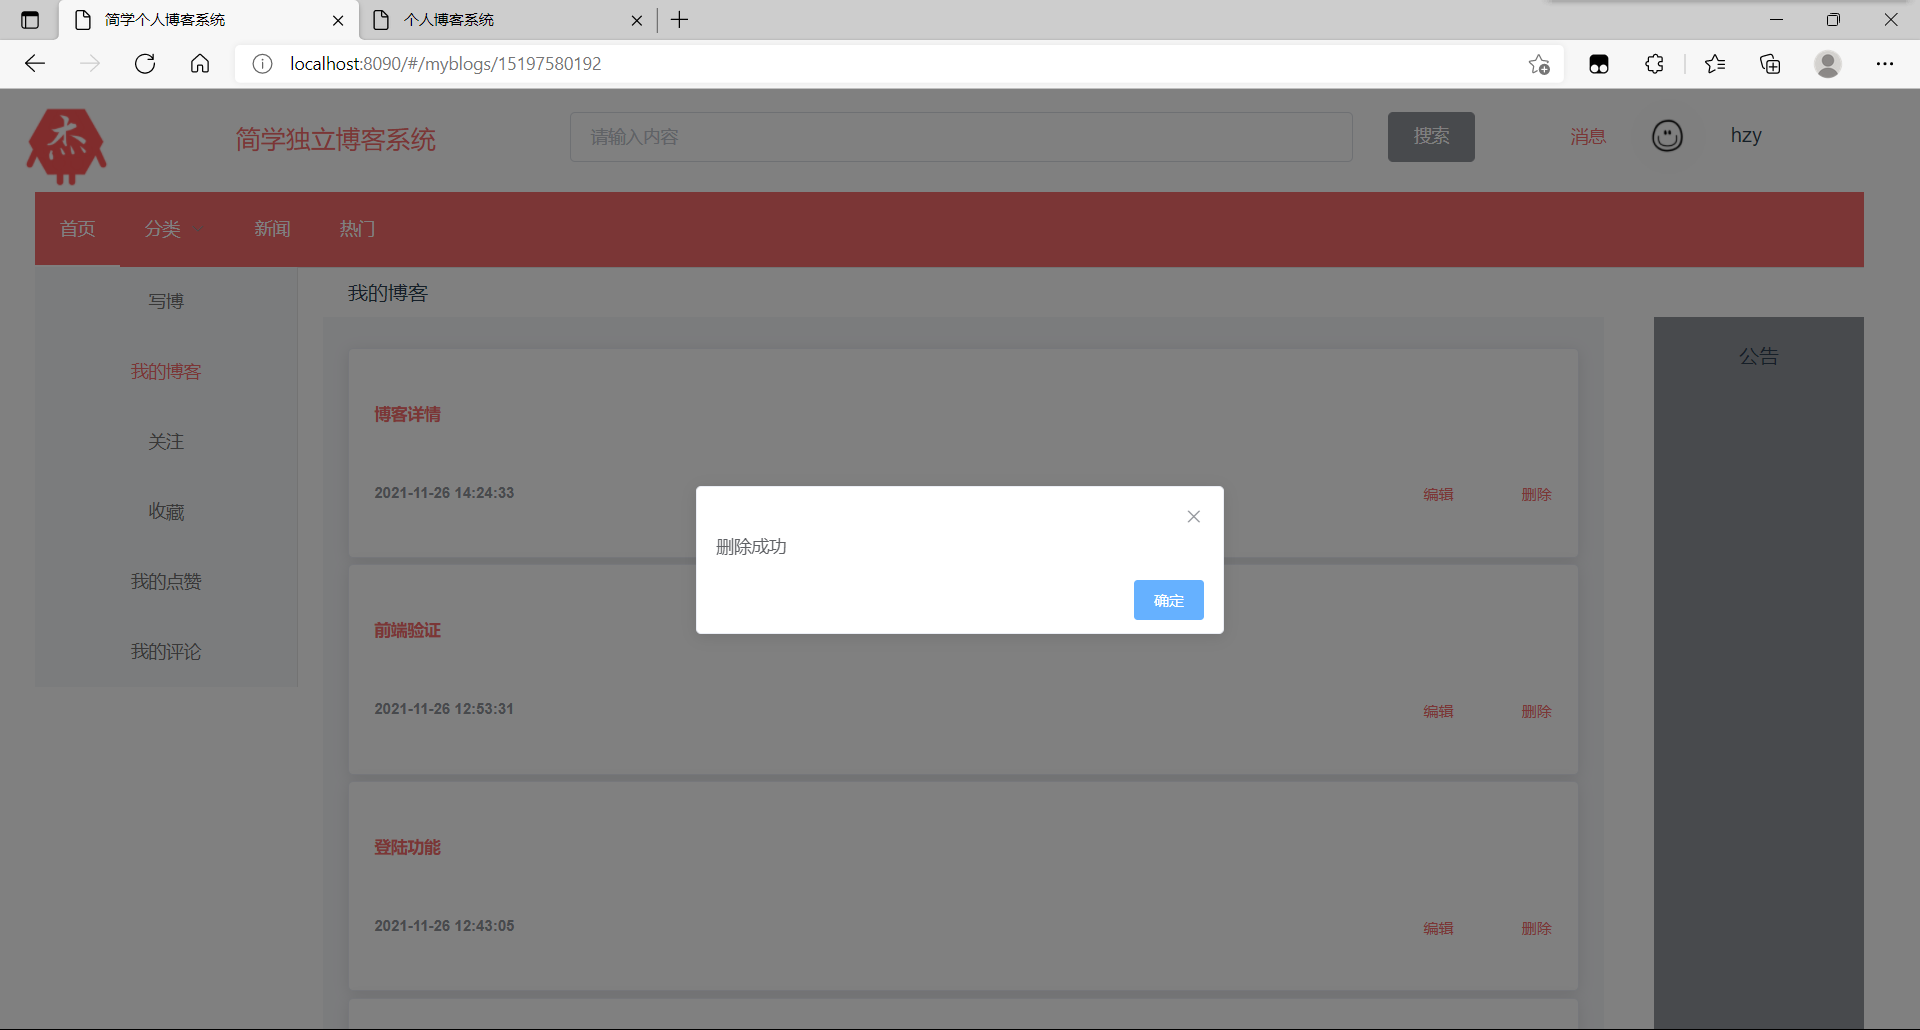 简学个人博客系统
个人博客系统
localhost:8090/#/myblogs/15197580192
杰
简学独立博客系统
请输入内容
搜索
消息
hzy
首页 分类 新闻 热门
写博
我的博客
关注
收藏
我的点赞
我的评论
我的博客
公告
博客详情
2021-11-26 14:24:33 编辑 删除
删除成功
确定
前端验证
2021-11-26 12:53:31 编辑 删除
登陆功能
2021-11-26 12:43:05 编辑 删除